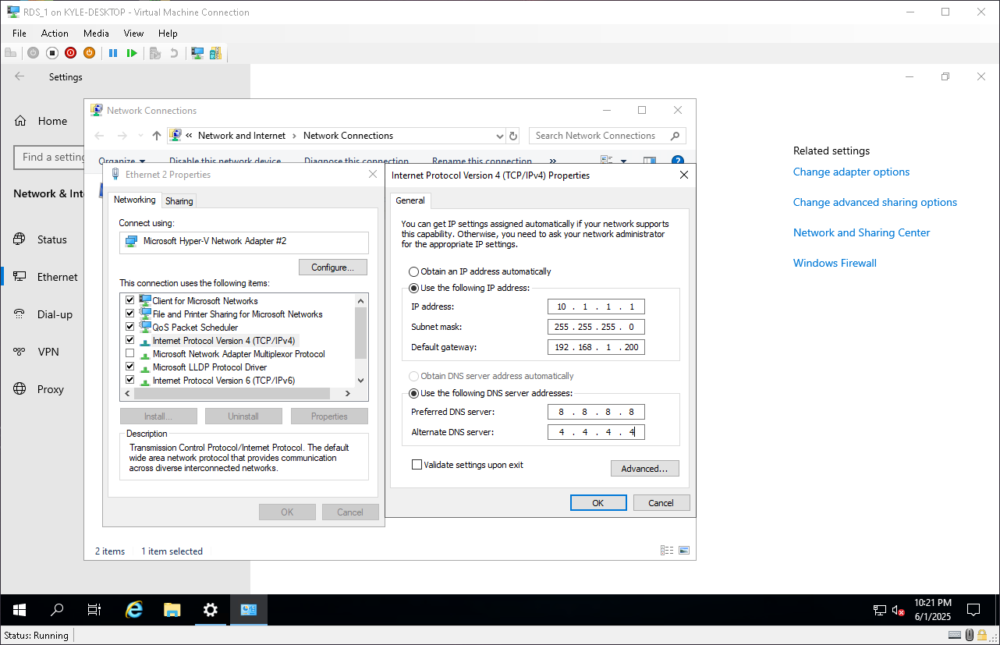 RDS_1 on KYLE-DESKTOP - Virtual Machine Connection
File Action Media View Help
Settings
Home
Find a setting
Network & Int
Status
Ethernet
Dial-up
VPN
Proxy
Network Connections
« Network and Internet › Network Connections
Search Network Connections
Organize Disable this network device Diagnose this connection Rename this connection »
Ethernet 2 Properties
Networking Sharing
Connect using:
Microsoft Hyper-V Network Adapter #2
Configure...
This connection uses the following items:
Client for Microsoft Networks
File and Printer Sharing for Microsoft Networks
QoS Packet Scheduler
Internet Protocol Version 4 (TCP/IPv4)
Microsoft Network Adapter Multiplexor Protocol
Microsoft LLDP Protocol Driver
Internet Protocol Version 6 (TCP/IPv6)
Install... Uninstall Properties
Description
Transmission Control Protocol/Internet Protocol. The default
wide area network protocol that provides communication
across diverse interconnected networks.
OK Cancel
Internet Protocol Version 4 (TCP/IPv4) Properties
General
You can get IP settings assigned automatically if your network supports
this capability. Otherwise, you need to ask your network administrator
for the appropriate IP settings.
Obtain an IP address automatically
Use the following IP address:
IP address: 10 . 1 . 1 . 1
Subnet mask: 255 . 255 . 255 . 0
Default gateway: 192 . 168 . 1 . 200
Obtain DNS server address automatically
Use the following DNS server addresses:
Preferred DNS server: 8 . 8 . 8 . 8
Alternate DNS server: 4 . 4 . 4 . 4
Validate settings upon exit
Advanced...
OK Cancel
2 items 1 item selected
Related settings
Change adapter options
Change advanced sharing options
Network and Sharing Center
Windows Firewall
10:21 PM
6/1/2025
Status: Running